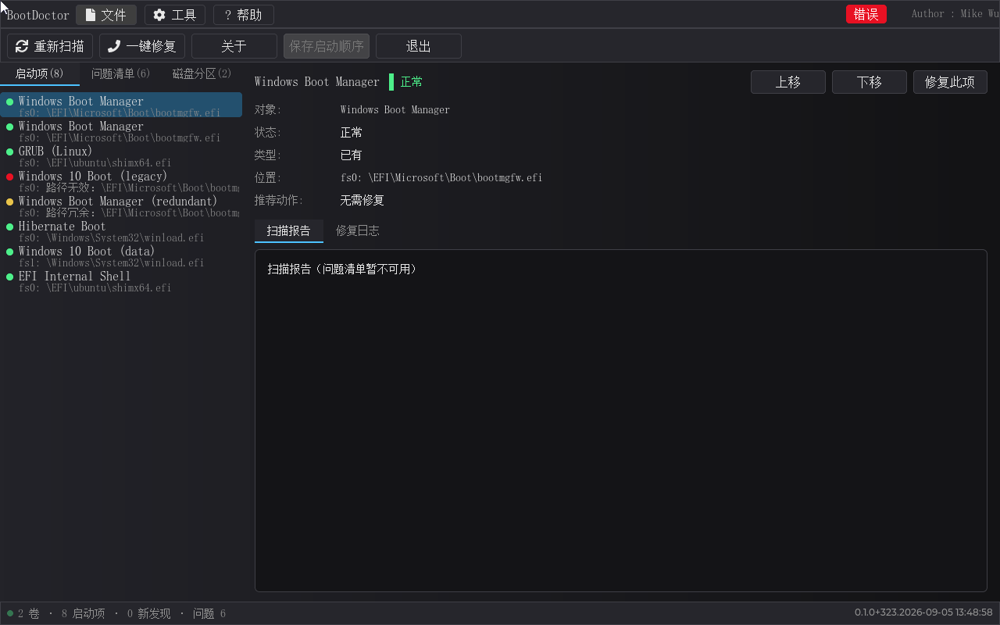 BootDoctor 文件 工具 ? 帮助 错误 Author : Mike Wu
重新扫描 一键修复 关于 保存启动顺序 退出
启动项(8) 问题清单(6) 磁盘分区(2)
Windows Boot Manager
fs0: \EFI\Microsoft\Boot\bootmgfw.efi
Windows Boot Manager
fs0: \EFI\Microsoft\Boot\bootmgfw.efi
GRUB (Linux)
fs0: \EFI\ubuntu\shimx64.efi
Windows 10 Boot (legacy)
fs0: 路径无效: \EFI\Microsoft\Boot\bootm
Windows Boot Manager (redundant)
fs0: 路径冗余: \EFI\Microsoft\Boot\bootm
Hibernate Boot
fs0: \Windows\System32\winload.efi
Windows 10 Boot (data)
fs1: \Windows\System32\winload.efi
EFI Internal Shell
fs0: \EFI\ubuntu\shimx64.efi
Windows Boot Manager 正常 上移 下移 修复此项
对象: Windows Boot Manager
状态: 正常
类型: 已有
位置: fs0: \EFI\Microsoft\Boot\bootmgfw.efi
推荐动作: 无需修复
扫描报告 修复日志
扫描报告（问题清单暂不可用）
2 卷 · 8 启动项 · 0 新发现 · 问题 6 0.1.0+323.2026-09-05 13:48:58